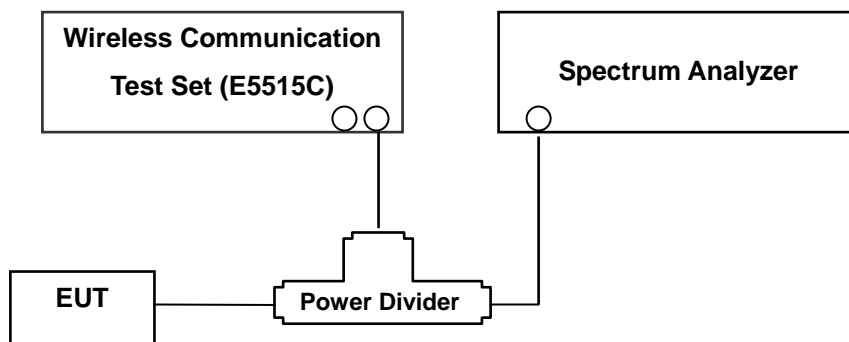 Wireless Communication
Test Set (E5515C)
Spectrum Analyzer
EUT
Power Divider